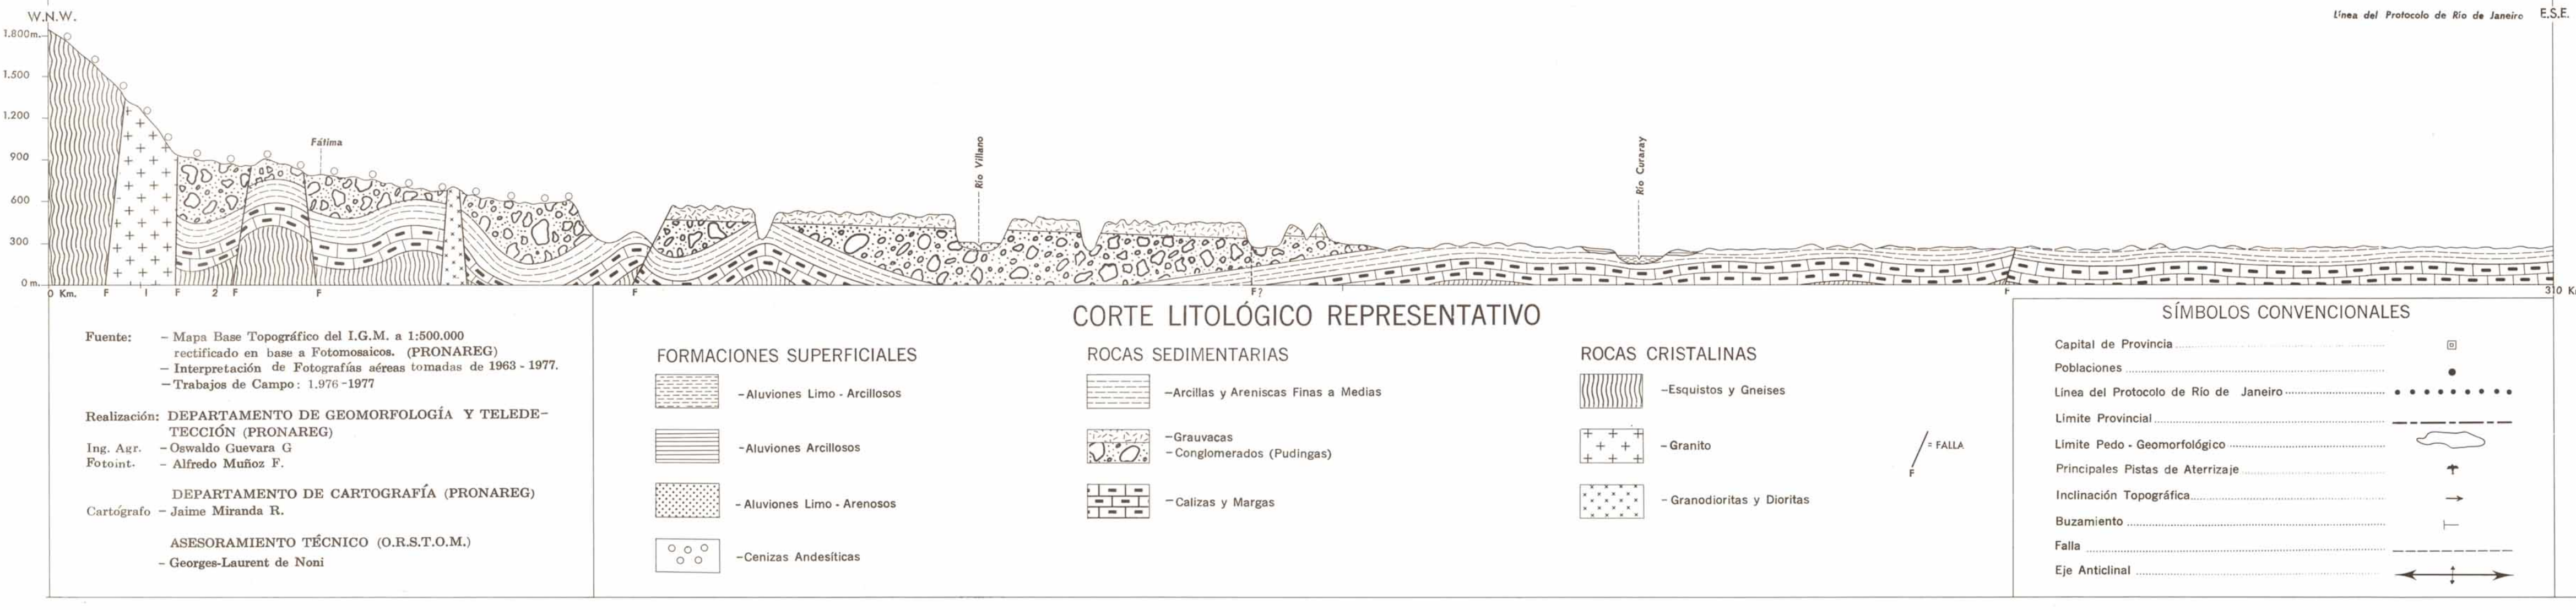 W.N.W.
Línea del Protocolo de Río de Janeiro E.S.E.
1.800m.
1.500
1.200
900
600
300
0 m.
Fátima
Río Villano
Río Curaray
0 Km. F 1 F 2 F F F F? F 310 K
CORTE LITOLÓGICO REPRESENTATIVO
Fuente: - Mapa Base Topográfico del I.G.M. a 1:500.000
rectificado en base a Fotomosaicos. (PRONAREG)
- Interpretación de Fotografías aéreas tomadas de 1963 - 1977.
- Trabajos de Campo: 1.976 - 1977
Realización: DEPARTAMENTO DE GEOMORFOLOGÍA Y TELEDE-
TECCIÓN (PRONAREG)
Ing. Agr. - Oswaldo Guevara G
Fotoint. - Alfredo Muñoz F.
DEPARTAMENTO DE CARTOGRAFÍA (PRONAREG)
Cartógrafo - Jaime Miranda R.
ASESORAMIENTO TÉCNICO (O.R.S.T.O.M.)
- Georges-Laurent de Noni
FORMACIONES SUPERFICIALES
- Aluviones Limo - Arcillosos
- Aluviones Arcillosos
- Aluviones Limo - Arenosos
- Cenizas Andesíticas
ROCAS SEDIMENTARIAS
- Arcillas y Areniscas Finas a Medias
- Grauvacas
- Conglomerados (Pudingas)
- Calizas y Margas
ROCAS CRISTALINAS
- Esquistos y Gneises
- Granito
- Granodioritas y Dioritas
F = FALLA
SÍMBOLOS CONVENCIONALES
Capital de Provincia
Poblaciones
Línea del Protocolo de Río de Janeiro
Límite Provincial
Límite Pedo - Geomorfológico
Principales Pistas de Aterrizaje
Inclinación Topográfica
Buzamiento
Falla
Eje Anticlinal